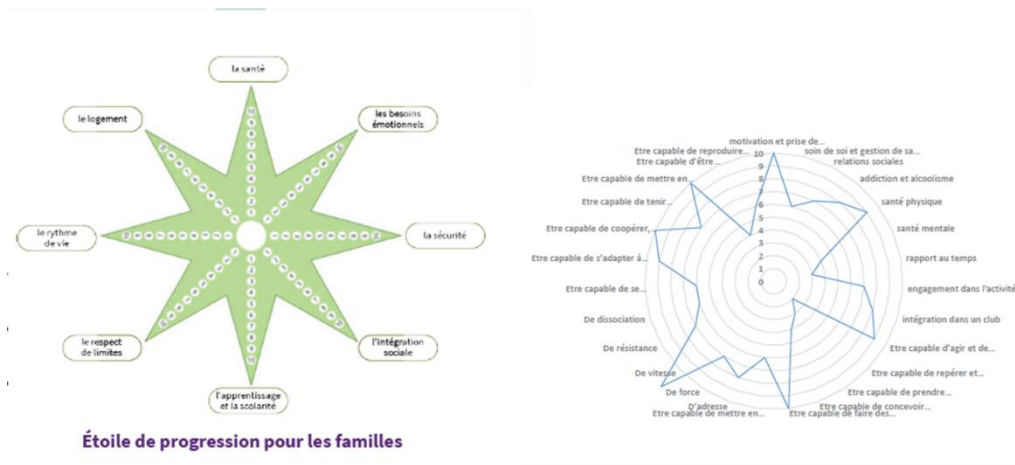 la santé
le logement
les besoins
émotionnels
le rythme
de vie
la sécurité
le respect
de limites
l'intégration
sociale
l'apprentissage
et la scolarité
Étoile de progression pour les familles
motivation et prise de...
soin de soi et gestion de sa...
relations sociales
addiction et alcoolisme
santé physique
santé mentale
rapport au temps
engagement dans l'activité
intégration dans un club
Etre capable d'agir et de...
Etre capable de repérer et...
Etre capable de prendre...
Etre capable de concevoir...
Etre capable de faire des...
Etre capable de mettre en...
D'adresse
De force
De vitesse
De résistance
De dissociation
Etre capable de se...
Etre capable de s'adapter à...
Etre capable de coopérer,
Etre capable de tenir...
Etre capable de mettre en...
Etre capable d'être...
Etre capable de reproduire...
10
9
8
7
6
5
4
3
2
1
0